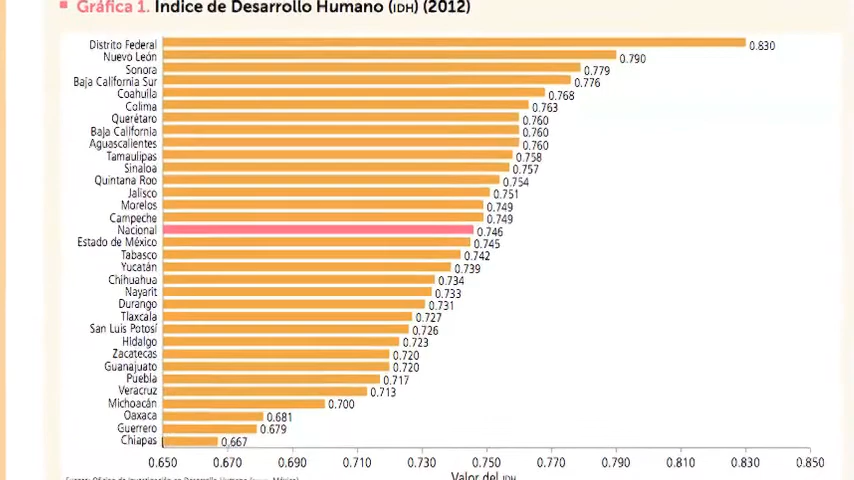 Gráfica 1. Indice de Desarrollo Humano (IDH) (2012)
Distrito Federal 0.830
Nuevo León 0.790
Sonora 0.779
Baja California Sur 0.776
Coahuila 0.768
Colima 0.763
Querétaro 0.760
Baja California 0.760
Aguascalientes 0.760
Tamaulipas 0.758
Sinaloa 0.757
Quintana Roo 0.754
Jalisco 0.751
Morelos 0.749
Campeche 0.749
Nacional 0.746
Estado de México 0.745
Tabasco 0.742
Yucatán 0.739
Chihuahua 0.734
Nayarit 0.733
Durango 0.731
Tlaxcala 0.727
San Luis Potosí 0.726
Hidalgo 0.723
Zacatecas 0.720
Guanajuato 0.720
Puebla 0.717
Veracruz 0.713
Michoacán 0.700
Oaxaca 0.681
Guerrero 0.679
Chiapas 0.667
0.650 0.670 0.690 0.710 0.730 0.750 0.770 0.790 0.810 0.830 0.850
Valor del IDH